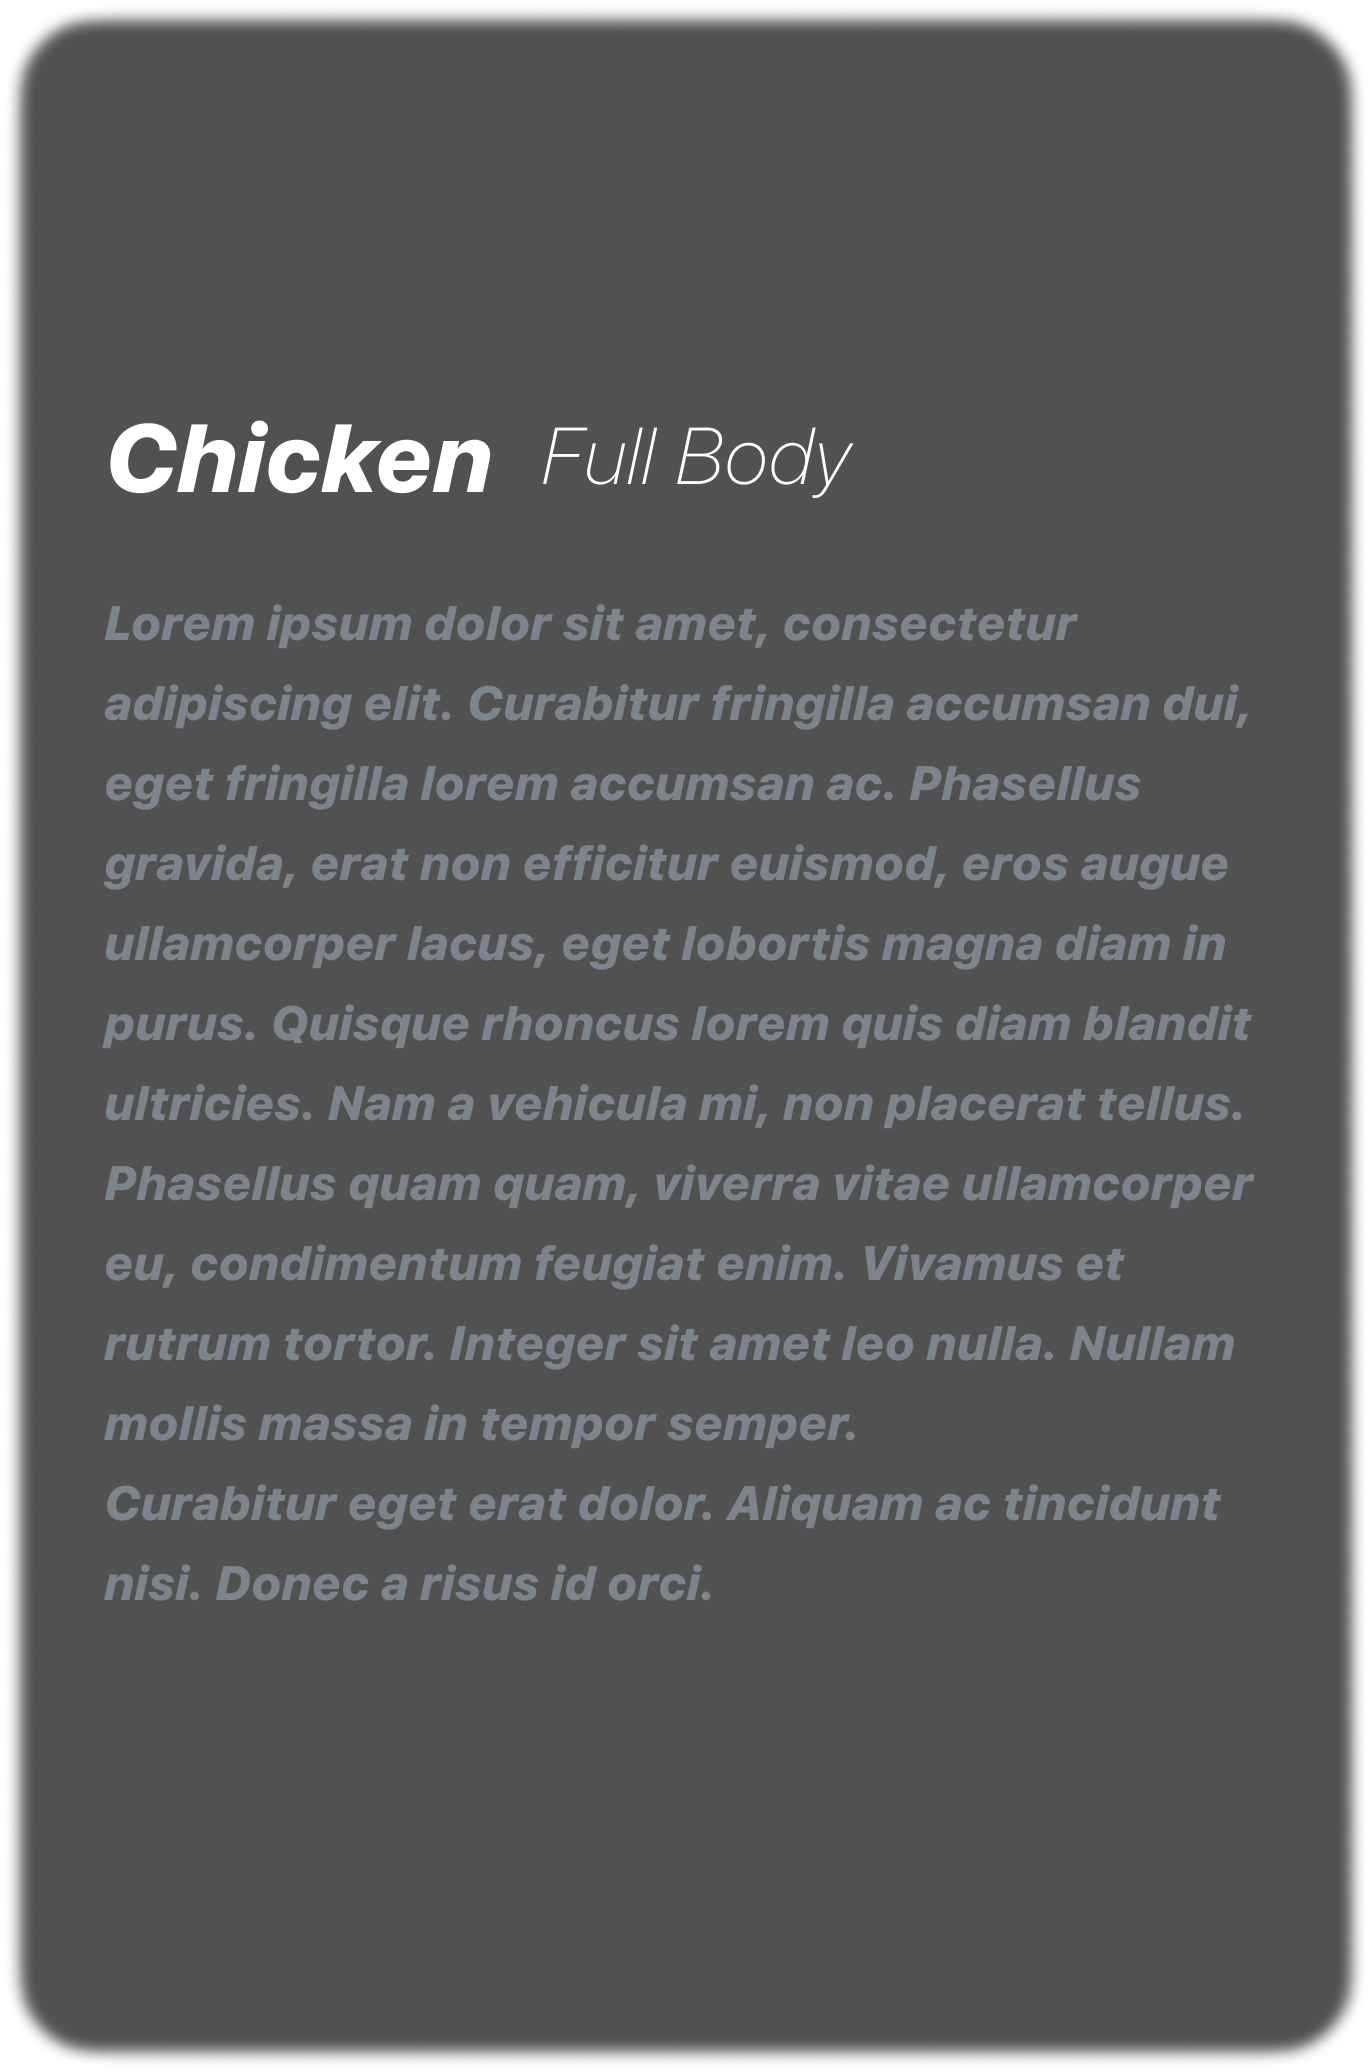 Chicken Full Body
Lorem ipsum dolor sit amet, consectetur
adipiscing elit. Curabitur fringilla accumsan dui,
eget fringilla lorem accumsan ac. Phasellus
gravida, erat non efficitur euismod, eros augue
ullamcorper lacus, eget lobortis magna diam in
purus. Quisque rhoncus lorem quis diam blandit
ultricies. Nam a vehicula mi, non placerat tellus.
Phasellus quam quam, viverra vitae ullamcorper
eu, condimentum feugiat enim. Vivamus et
rutrum tortor. Integer sit amet leo nulla. Nullam
mollis massa in tempor semper.
Curabitur eget erat dolor. Aliquam ac tincidunt
nisi. Donec a risus id orci.